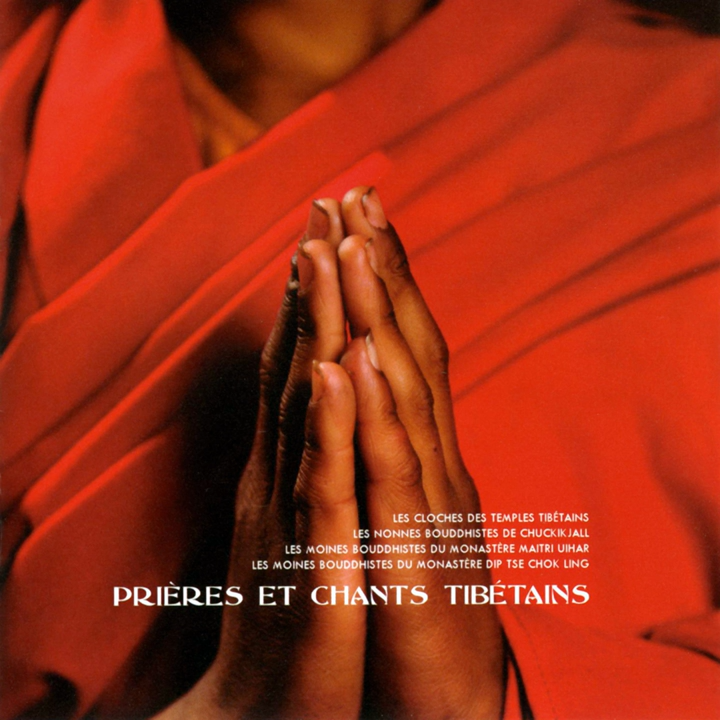 LES CLOCHES DES TEMPLES TIBÉTAINS
LES NONNES BOUDDHISTES DE CHUCKIKJALL
LES MOINES BOUDDHISTES DU MONASTÈRE MAITRI UIHAR
LES MOINES BOUDDHISTES DU MONASTÈRE DIP TSE CHOK LING
PRIÈRES ET CHANTS TIBÉTAINS